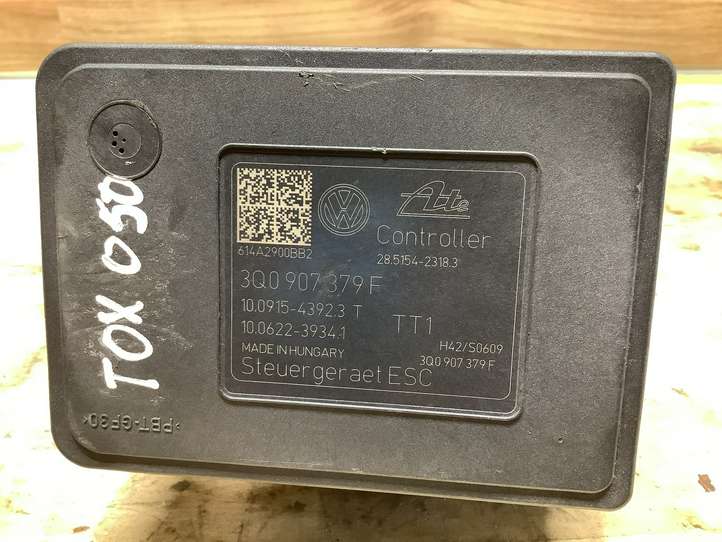 Ate
Controller
614A2900BB2
28.5154-2318.3
3Q0 907 379 F
10.0915-4392.3 T
TT1
10.0622-3934.1
H42/S0609
MADE IN HUNGARY
3Q0 907 379 F
Steuergeraet ESC
TOX 050
>PBT-GF30<